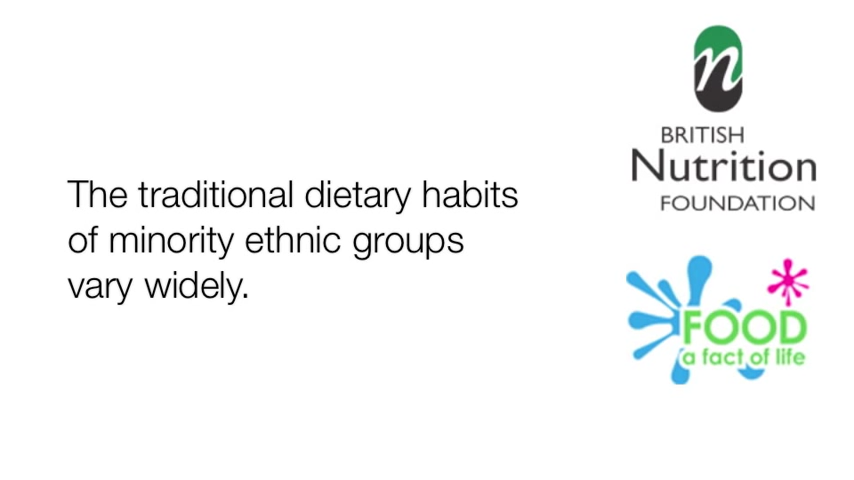 The traditional dietary habits
of minority ethnic groups
vary widely.
n
BRITISH
Nutrition
FOUNDATION
FOOD
a fact of life